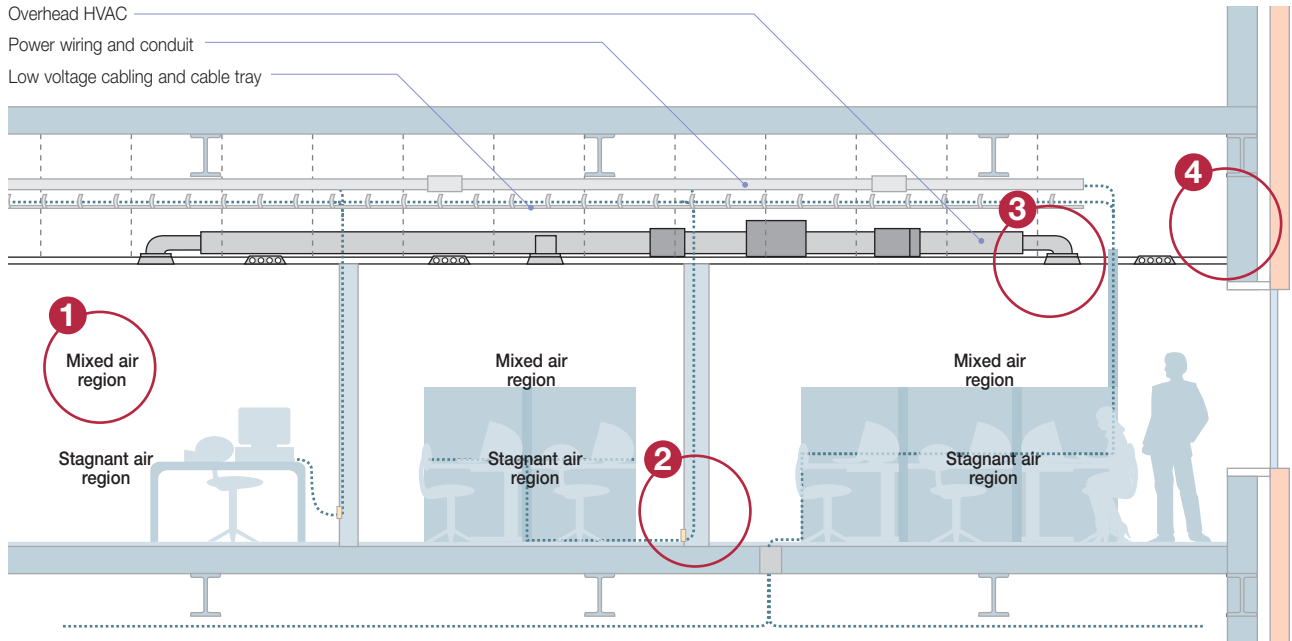 Overhead HVAC
Power wiring and conduit
Low voltage cabling and cable tray
4
3
1
Mixed air
region
Mixed air
region
Mixed air
region
Stagnant air
region
2
Stagnant air
region
Stagnant air
region